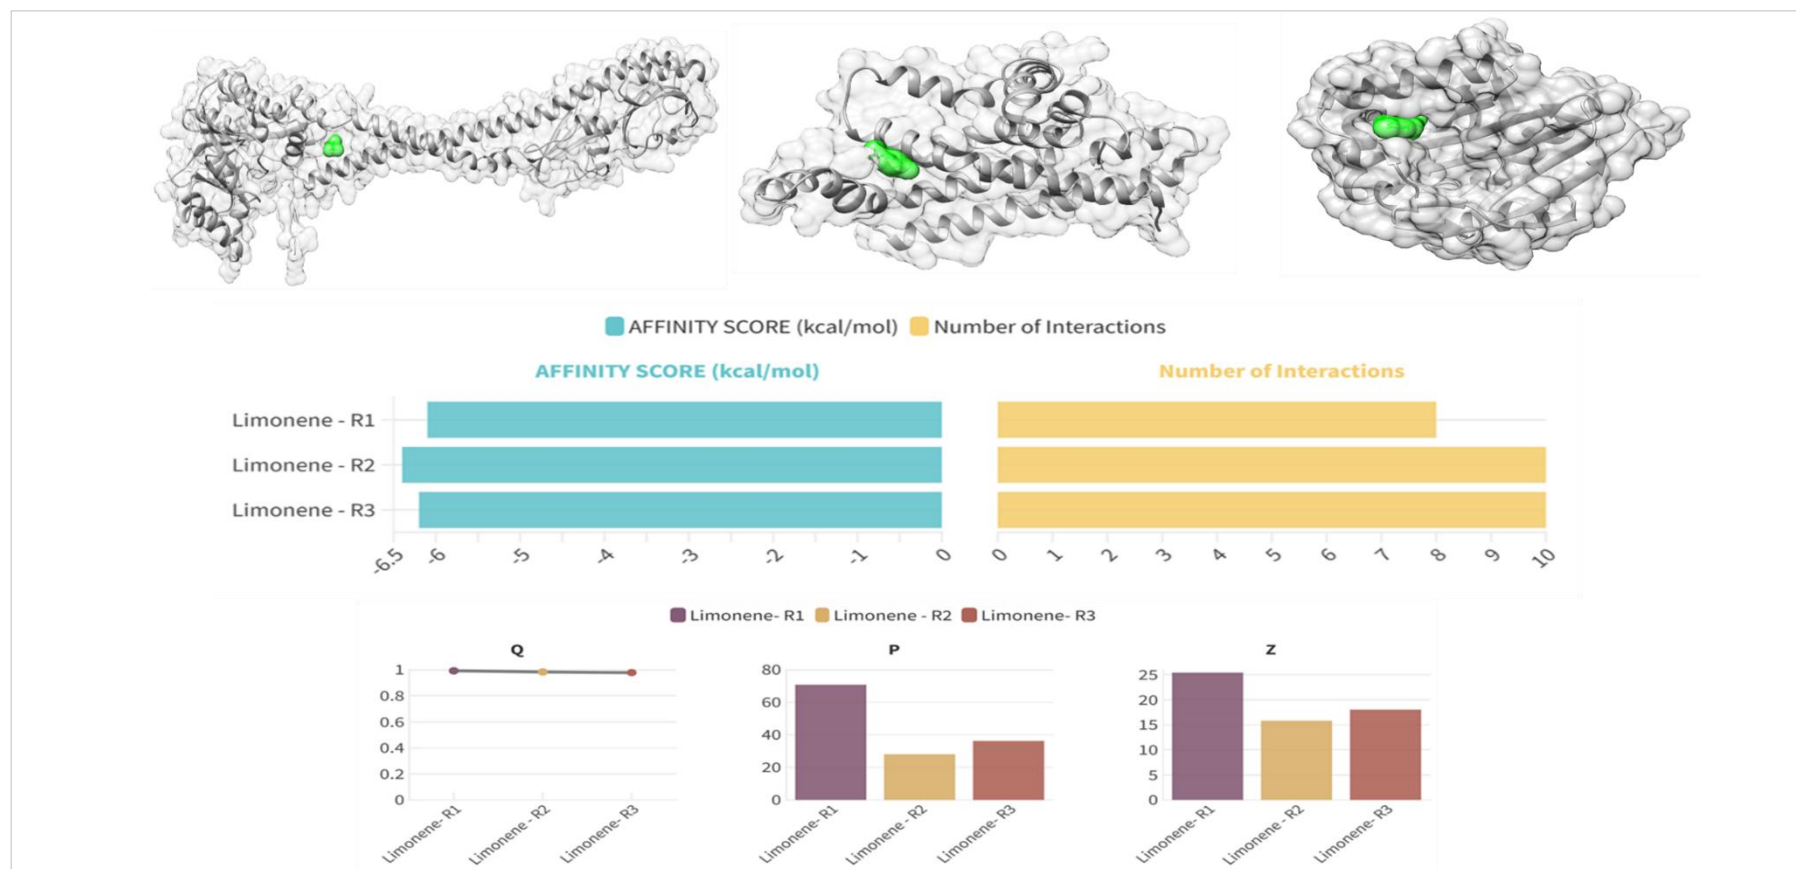 AFFINITY SCORE (kcal/mol) Number of Interactions
AFFINITY SCORE (kcal/mol) Number of Interactions
Limonene - R1
Limonene - R2
Limonene - R3
-6.5 -6 -5 -4 -3 -2 -1 0 0 1 2 3 4 5 6 7 8 9 10
Limonene- R1 Limonene - R2 Limonene- R3
Q P Z
1
0.8
0.6
0.4
0.2
0
Limonene- R1 Limonene - R2 Limonene- R3
80
60
40
20
0
Limonene- R1 Limonene - R2 Limonene- R3
25
20
15
10
5
0
Limonene- R1 Limonene - R2 Limonene- R3